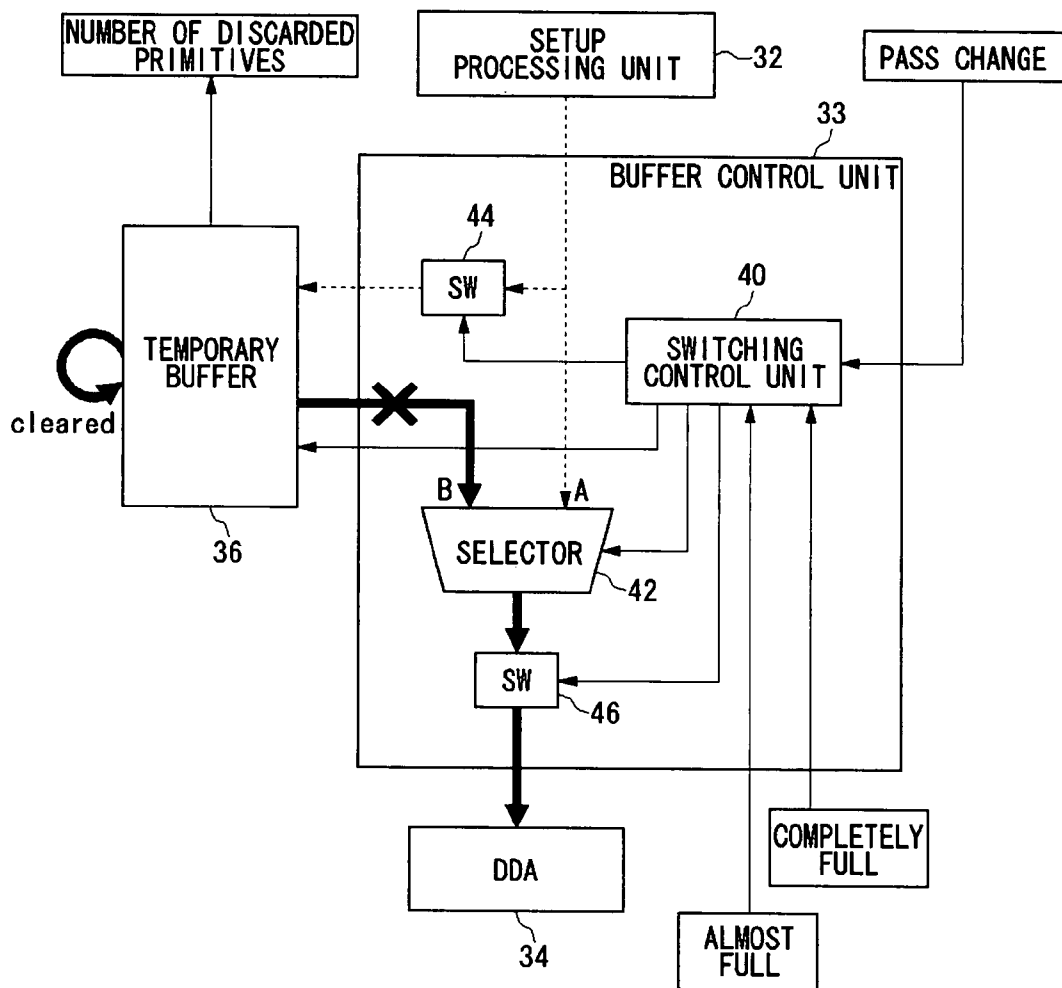 NUMBER OF DISCARDED
PRIMITIVES
SETUP
PROCESSING UNIT
32
PASS CHANGE
33
BUFFER CONTROL UNIT
44
SW
40
SWITCHING
CONTROL UNIT
TEMPORARY
BUFFER
cleared
36
B
A
SELECTOR
42
SW
46
DDA
34
COMPLETELY
FULL
ALMOST
FULL